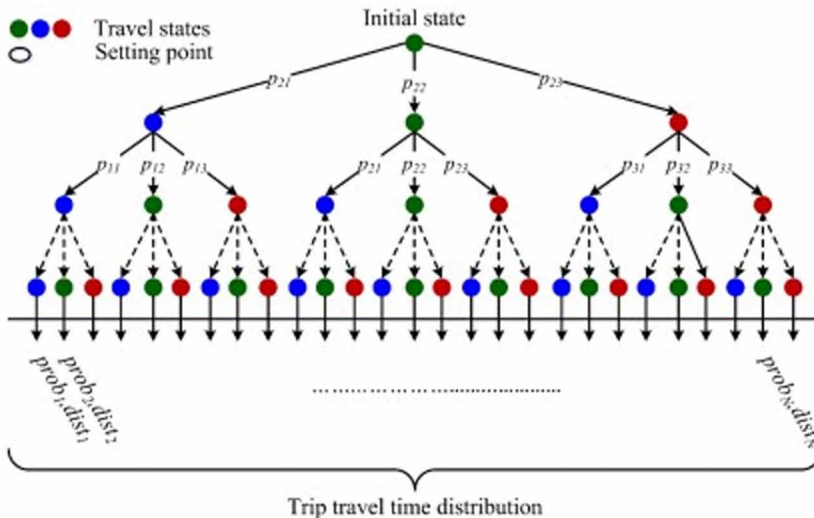 Initial state
Travel states
Setting point
p21
p22
p23
p11
p12
p13
p21
p22
p23
p31
p32
p33
prob1,dist1
prob2,dist2
probN,distN
Trip travel time distribution